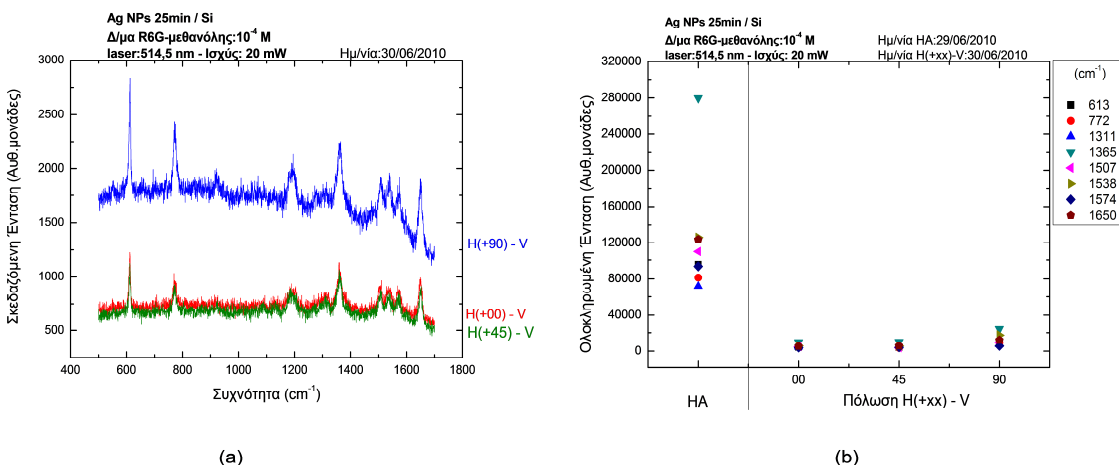 Ag NPs 25min / Si
Δ/μα R6G-μεθανόλης:10⁻⁴ M
laser:514,5 nm - Ισχύς: 20 mW
Ημ/νία:30/06/2010
3000
2500
2000
1500
1000
500
Σκεδαζόμενη Ένταση (Αυθ.μονάδες)
H(+90) - V
H(+00) - V
H(+45) - V
400 600 800 1000 1200 1400 1600 1800
Συχνότητα (cm⁻¹)
(a)
Ag NPs 25min / Si
Δ/μα R6G-μεθανόλης:10⁻⁴ M
laser:514,5 nm - Ισχύς: 20 mW
Ημ/νία HA:29/06/2010
Ημ/νία H(+xx)-V:30/06/2010
320000
280000
240000
200000
160000
120000
80000
40000
0
Ολοκληρωμένη Ένταση (Αυθ.μονάδες)
(cm⁻¹)
613
772
1311
1365
1507
1538
1574
1650
00 45 90
HA
Πόλωση H(+xx) - V
(b)